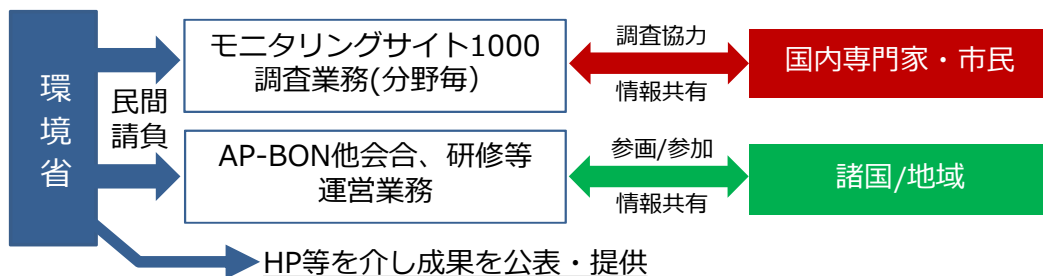 環境省
民間
請負
モニタリングサイト1000
調査業務(分野毎）
調査協力
情報共有
国内専門家・市民
AP-BON他会合、研修等
運営業務
参画/参加
情報共有
諸国/地域
HP等を介し成果を公表・提供